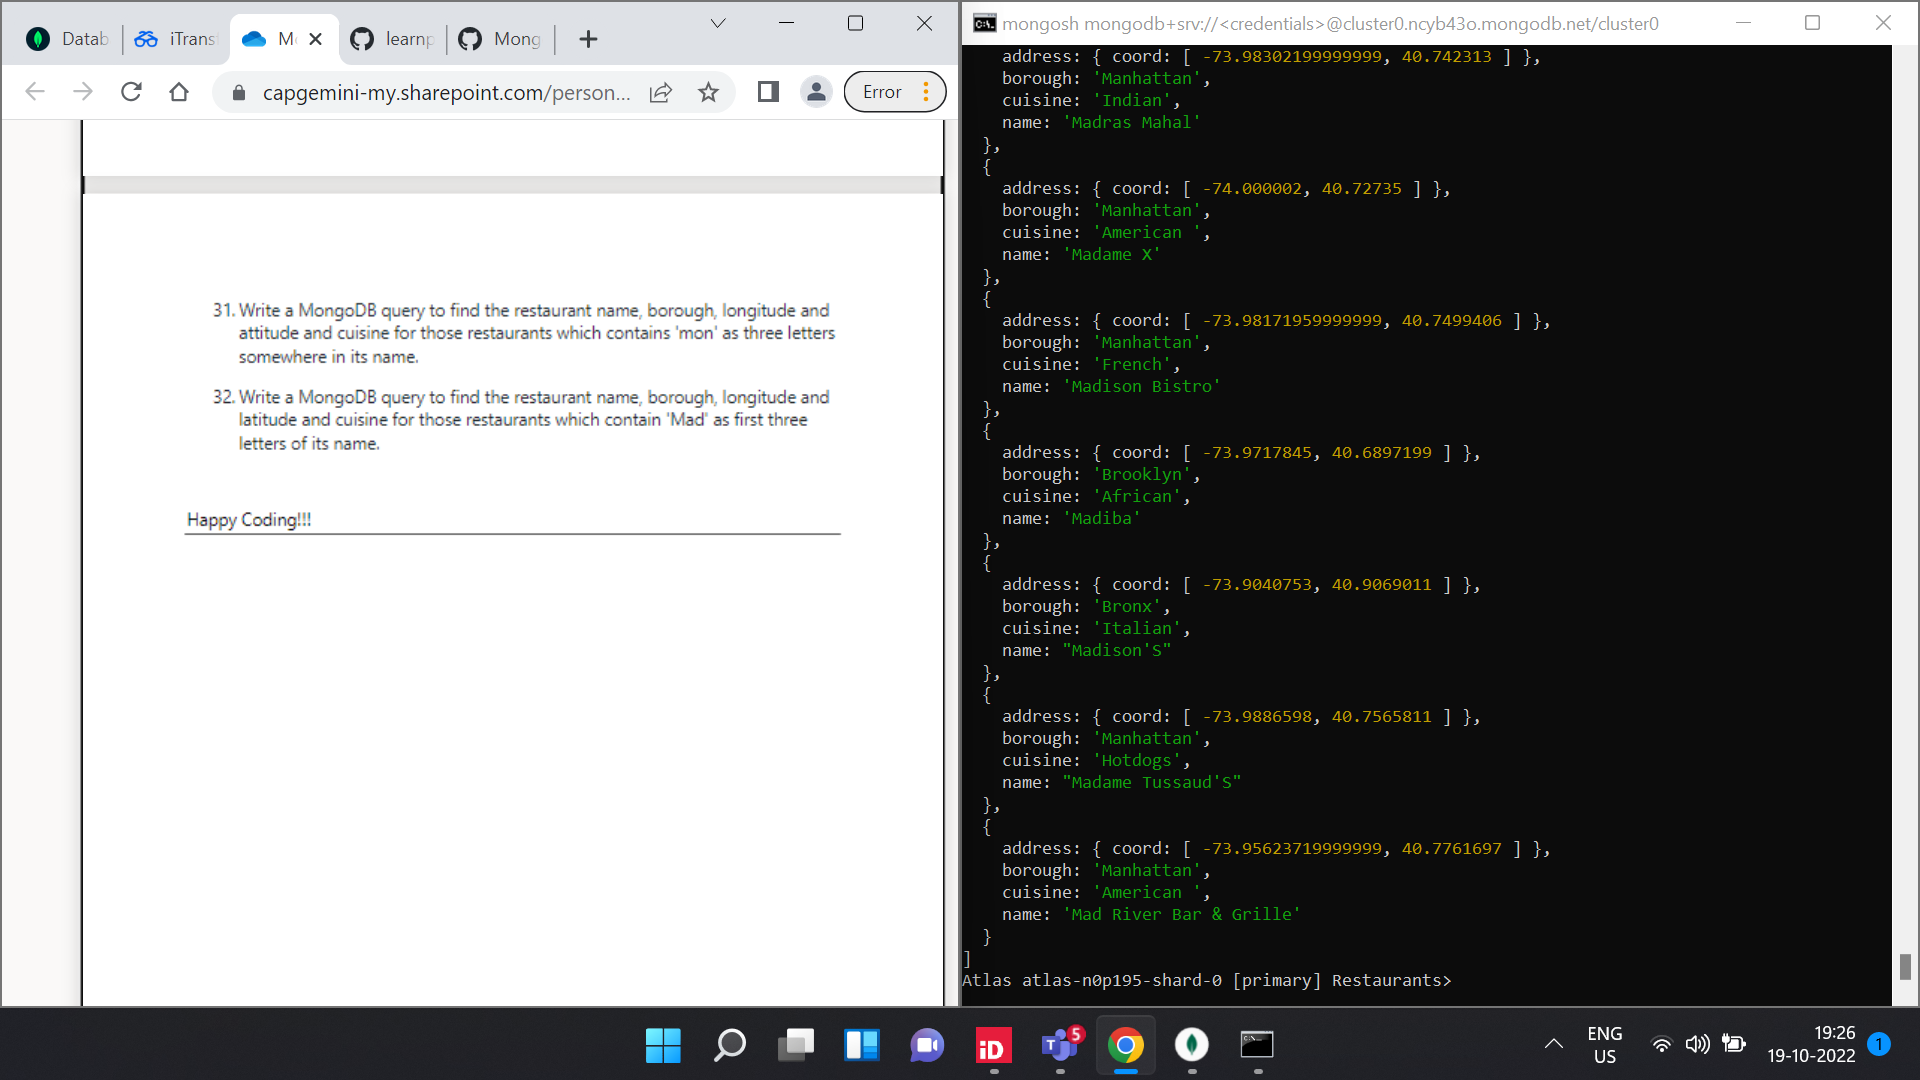 Datab
iTrans
M
learnp
Mong
capgemini-my.sharepoint.com/person...
Error
31. Write a MongoDB query to find the restaurant name, borough, longitude and
attitude and cuisine for those restaurants which contains 'mon' as three letters
somewhere in its name.
32. Write a MongoDB query to find the restaurant name, borough, longitude and
latitude and cuisine for those restaurants which contain 'Mad' as first three
letters of its name.
Happy Coding!!!
mongosh mongodb+srv://<credentials>@cluster0.ncyb43o.mongodb.net/cluster0
address: { coord: [ -73.98302199999999, 40.742313 ] },
borough: 'Manhattan',
cuisine: 'Indian',
name: 'Madras Mahal'
},
{
address: { coord: [ -74.000002, 40.72735 ] },
borough: 'Manhattan',
cuisine: 'American ',
name: 'Madame X'
},
{
address: { coord: [ -73.98171959999999, 40.7499406 ] },
borough: 'Manhattan',
cuisine: 'French',
name: 'Madison Bistro'
},
{
address: { coord: [ -73.9717845, 40.6897199 ] },
borough: 'Brooklyn',
cuisine: 'African',
name: 'Madiba'
},
{
address: { coord: [ -73.9040753, 40.9069011 ] },
borough: 'Bronx',
cuisine: 'Italian',
name: "Madison'S"
},
{
address: { coord: [ -73.9886598, 40.7565811 ] },
borough: 'Manhattan',
cuisine: 'Hotdogs',
name: "Madame Tussaud'S"
},
{
address: { coord: [ -73.95623719999999, 40.7761697 ] },
borough: 'Manhattan',
cuisine: 'American ',
name: 'Mad River Bar & Grille'
}
]
Atlas atlas-n0p195-shard-0 [primary] Restaurants>
iD
T
5
ENG
US
19:26
19-10-2022
1